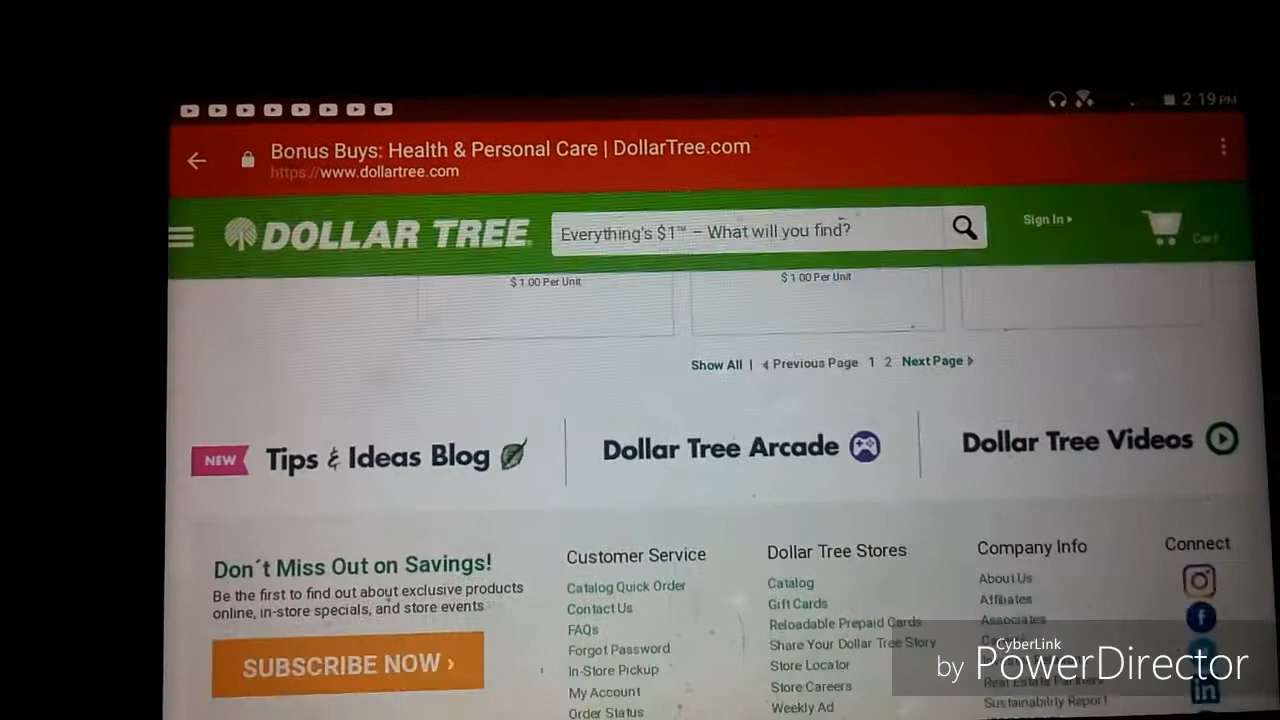 2:19 PM
Bonus Buys: Health & Personal Care | DollarTree.com
https://www.dollartree.com
DOLLAR TREE
Everything's $1™ – What will you find?
Sign In
Cart
$1.00 Per Unit
$1.00 Per Unit
Show All | Previous Page 1 2 Next Page
NEW Tips & Ideas Blog
Dollar Tree Arcade
Dollar Tree Videos
Don´t Miss Out on Savings!
Be the first to find out about exclusive products
online, in-store specials, and store events.
SUBSCRIBE NOW ›
Customer Service
Catalog Quick Order
Contact Us
FAQs
Forgot Password
In-Store Pickup
My Account
Order Status
Dollar Tree Stores
Catalog
Gift Cards
Reloadable Prepaid Cards
Share Your Dollar Tree Story
Store Locator
Store Careers
Weekly Ad
Company Info
About Us
Affiliates
Associates
Real Estate Partners
Sustainability Report
Connect
CyberLink
by PowerDirector